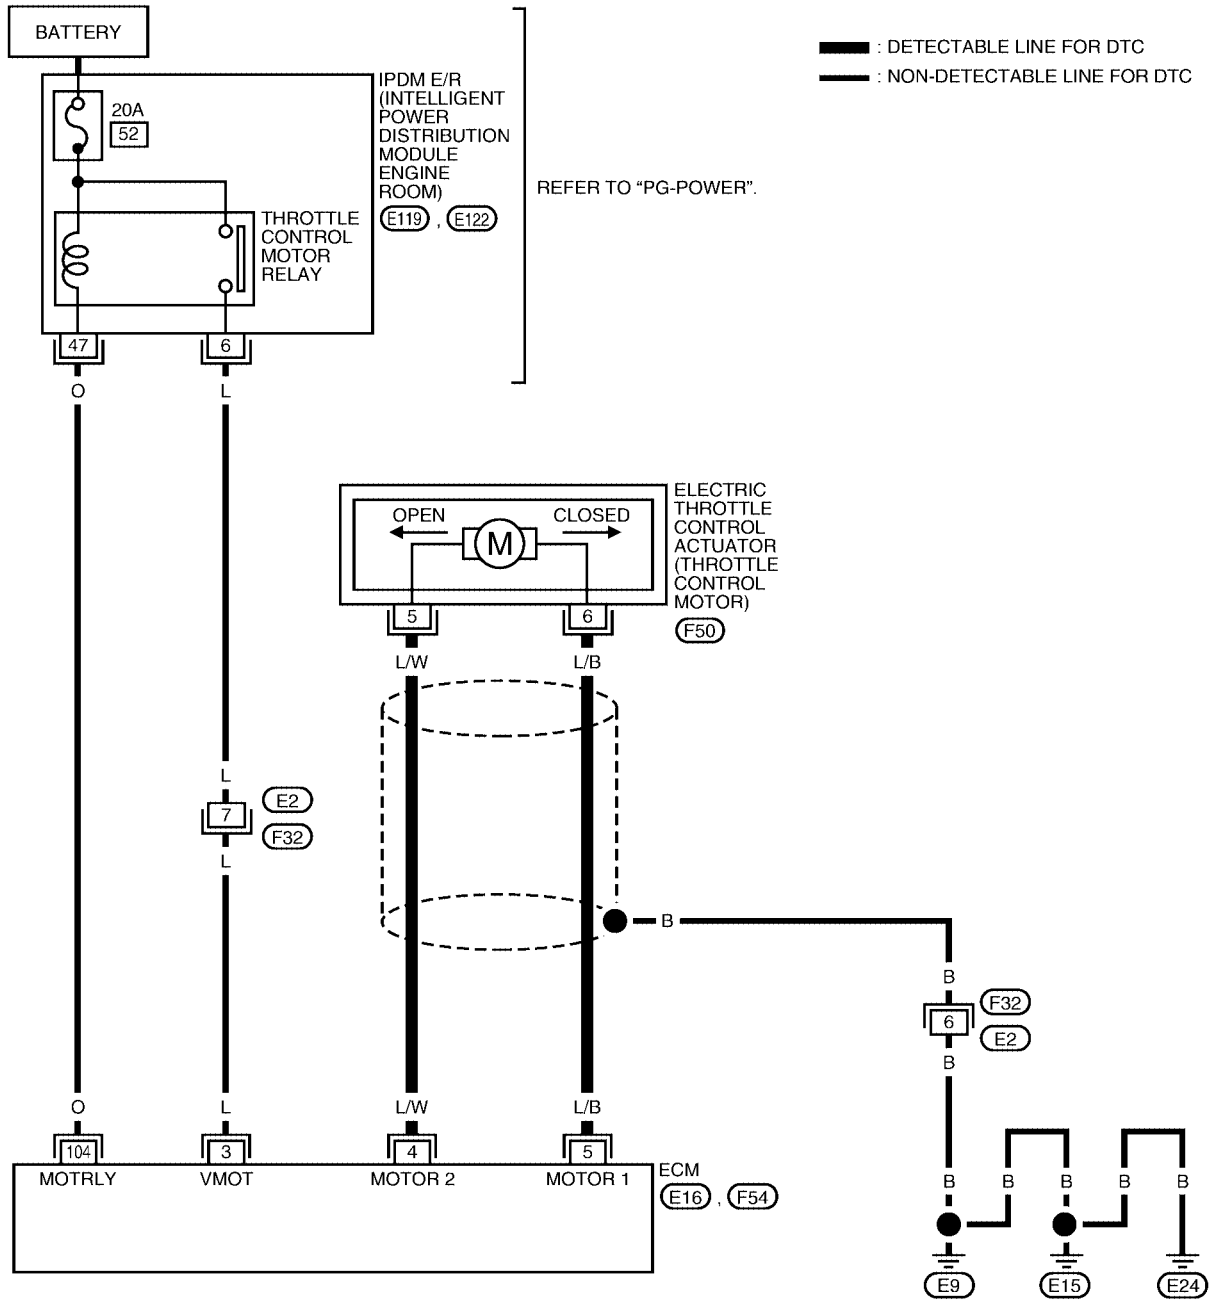 BATTERY
: DETECTABLE LINE FOR DTC
: NON-DETECTABLE LINE FOR DTC
20A
52
IPDM E/R
(INTELLIGENT
POWER
DISTRIBUTION
MODULE
ENGINE
ROOM)
E119 , E122
REFER TO “PG-POWER”.
THROTTLE
CONTROL
MOTOR
RELAY
47 6
O L
ELECTRIC
THROTTLE
CONTROL
ACTUATOR
(THROTTLE
CONTROL
MOTOR)
F50
OPEN CLOSED
M
5 6
L/W L/B
L
7
E2
F32
L
B
B
6
F32
E2
B
O L L/W L/B
104 3 4 5
MOTRLY VMOT MOTOR 2 MOTOR 1
ECM
E16 , F54
B B B B B
E9 E15 E24